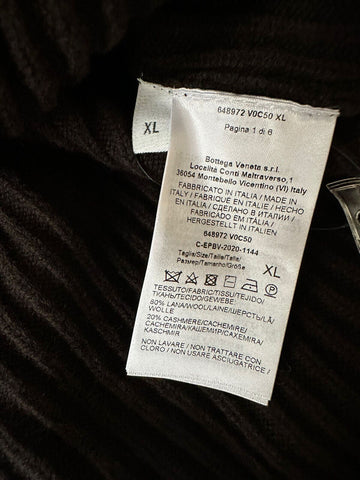 648972 V0C50 XL
Pagina 1 di 6
XL
Bottega Veneta s.r.l.
Località Conti Maltraverso,1
36054 Montebello Vicentino (VI) Italy
FABBRICATO IN ITALIA / MADE IN
ITALY / FABRIQUE EN ITALIE / HECHO
EN ITALIA / СДЕЛАНО В ИТАЛИИ /
FABRICADO EM ITÁLIA /
HERGESTELLT IN ITALIEN
648972 V0C50
C-EPBV-2020-1144
Taglia/Size/Taille/Talla/
Размер/Tamanho/Größe
XL
TESSUTO/FABRIC/TISSU/TEJIDO/
ТКАНЬ/TECIDO/GEWEBE:
80% LANA/WOOL/LAINE/ШЕРСТЬ/LÃ/
WOLLE
20% CASHMERE/CACHEMIRE/
CACHEMIRA/КАШЕМИР/CAXEMIRA/
KASCHMIR
NON LAVARE / NON TRATTARE CON
CLORO / NON USARE ASCIUGATRICE/